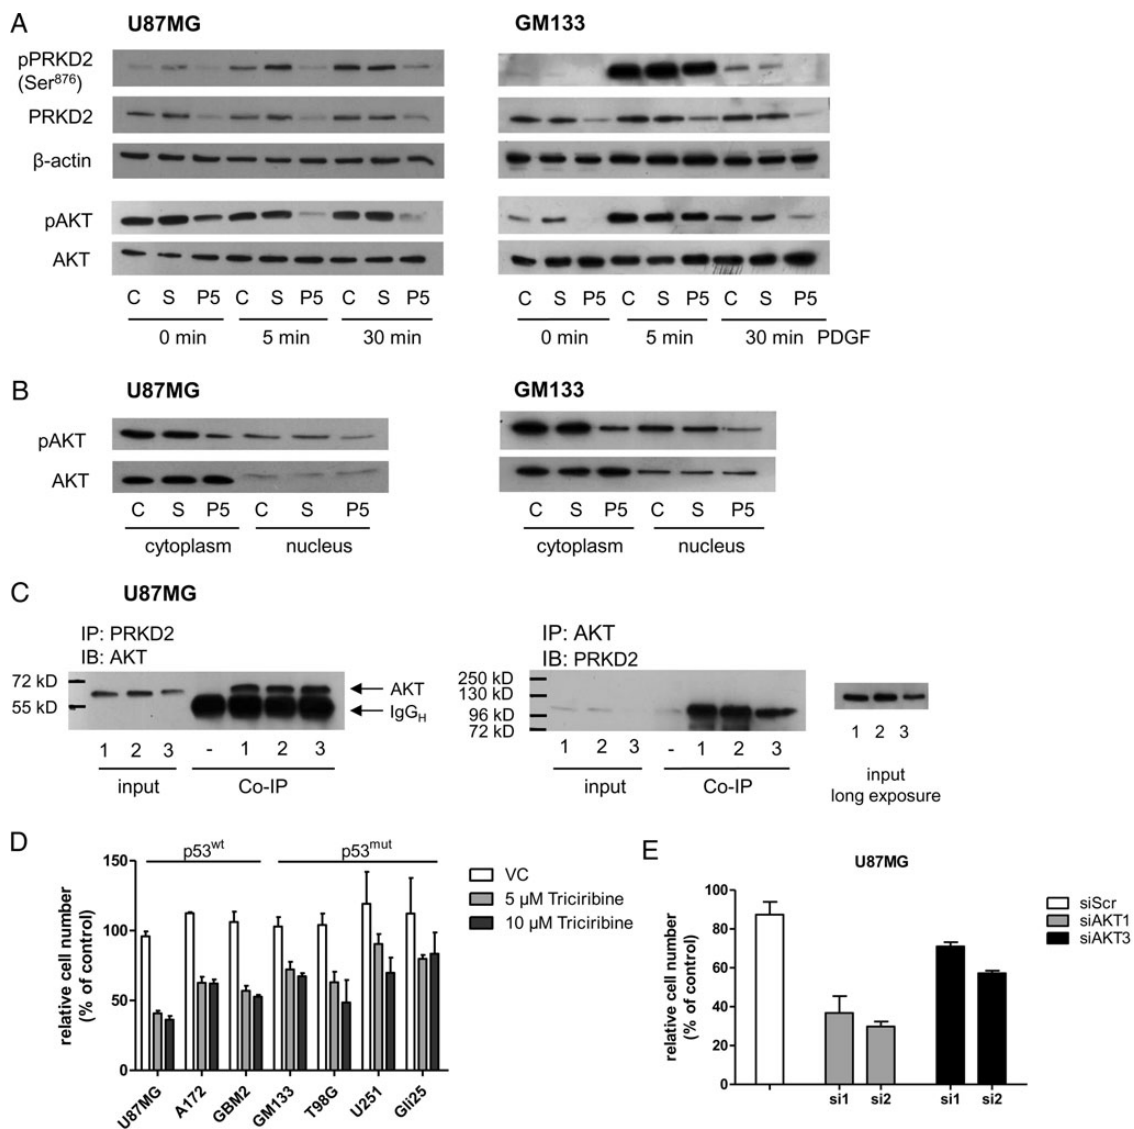 A
U87MG
GM133
pPRKD2
(Ser876)
PRKD2
β-actin
pAKT
AKT
C S P5 C S P5 C S P5
0 min 5 min 30 min
C S P5 C S P5 C S P5
0 min 5 min 30 min PDGF
B
U87MG
GM133
pAKT
AKT
C S P5 C S P5
cytoplasm nucleus
C S P5 C S P5
cytoplasm nucleus
C
U87MG
IP: PRKD2
IB: AKT
72 kD
55 kD
AKT
IgGH
1 2 3 - 1 2 3
input Co-IP
IP: AKT
IB: PRKD2
250 kD
130 kD
96 kD
72 kD
1 2 3 - 1 2 3
input Co-IP
1 2 3
input
long exposure
D
p53wt p53mut
relative cell number
(% of control)
150
100
50
0
U87MG A172 GBM2 GM133 T98G U251 Gli25
VC
5 µM Triciribine
10 µM Triciribine
E
U87MG
relative cell number
(% of control)
100
80
60
40
20
0
si1 si2 si1 si2
siScr
siAKT1
siAKT3